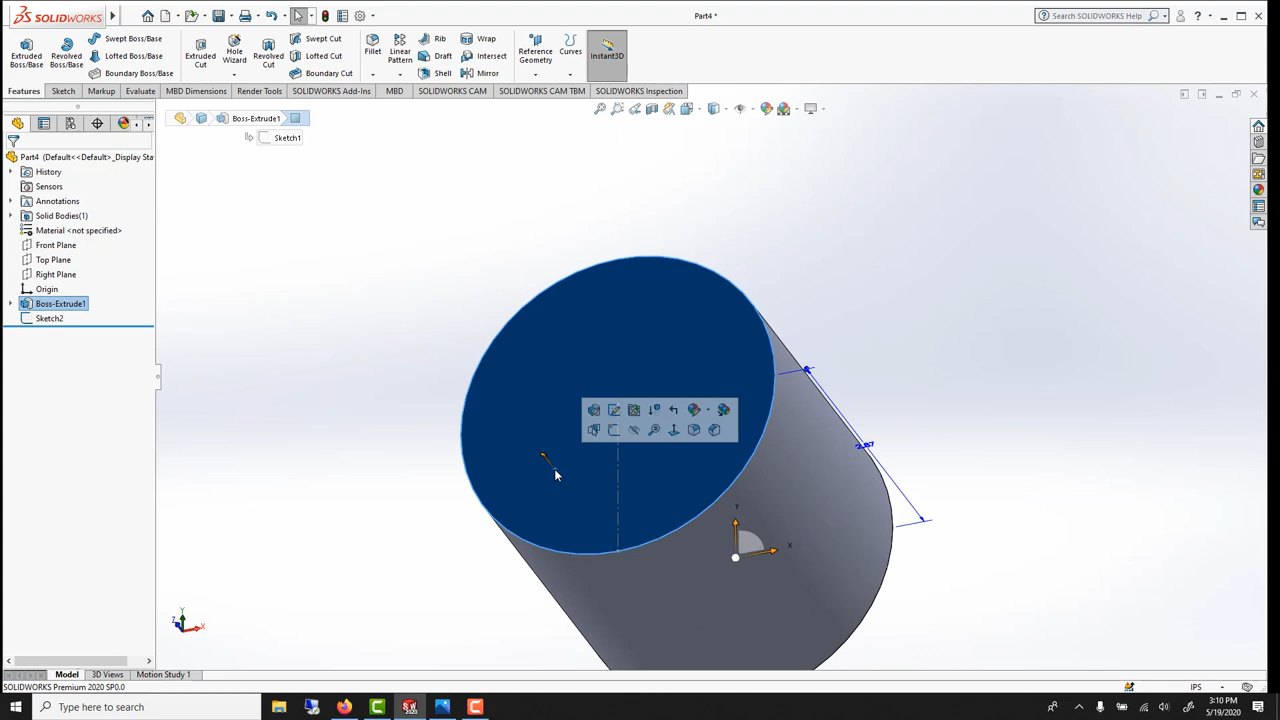 SOLIDWORKS
Part4 *
Search SOLIDWORKS Help
Extruded Boss/Base
Revolved Boss/Base
Swept Boss/Base
Lofted Boss/Base
Boundary Boss/Base
Extruded Cut
Hole Wizard
Revolved Cut
Swept Cut
Lofted Cut
Boundary Cut
Fillet
Linear Pattern
Rib
Draft
Shell
Wrap
Intersect
Mirror
Reference Geometry
Curves
Instant3D
Features
Sketch
Markup
Evaluate
MBD Dimensions
Render Tools
SOLIDWORKS Add-Ins
MBD
SOLIDWORKS CAM
SOLIDWORKS CAM TBM
SOLIDWORKS Inspection
Boss-Extrude1
Sketch1
Part4 (Default<<Default>_Display Sta
History
Sensors
Annotations
Solid Bodies(1)
Material <not specified>
Front Plane
Top Plane
Right Plane
Origin
Boss-Extrude1
Sketch2
Y
X
Y
Z
X
Model
3D Views
Motion Study 1
SOLIDWORKS Premium 2020 SP0.0
IPS
Type here to search
3:10 PM
5/19/2020